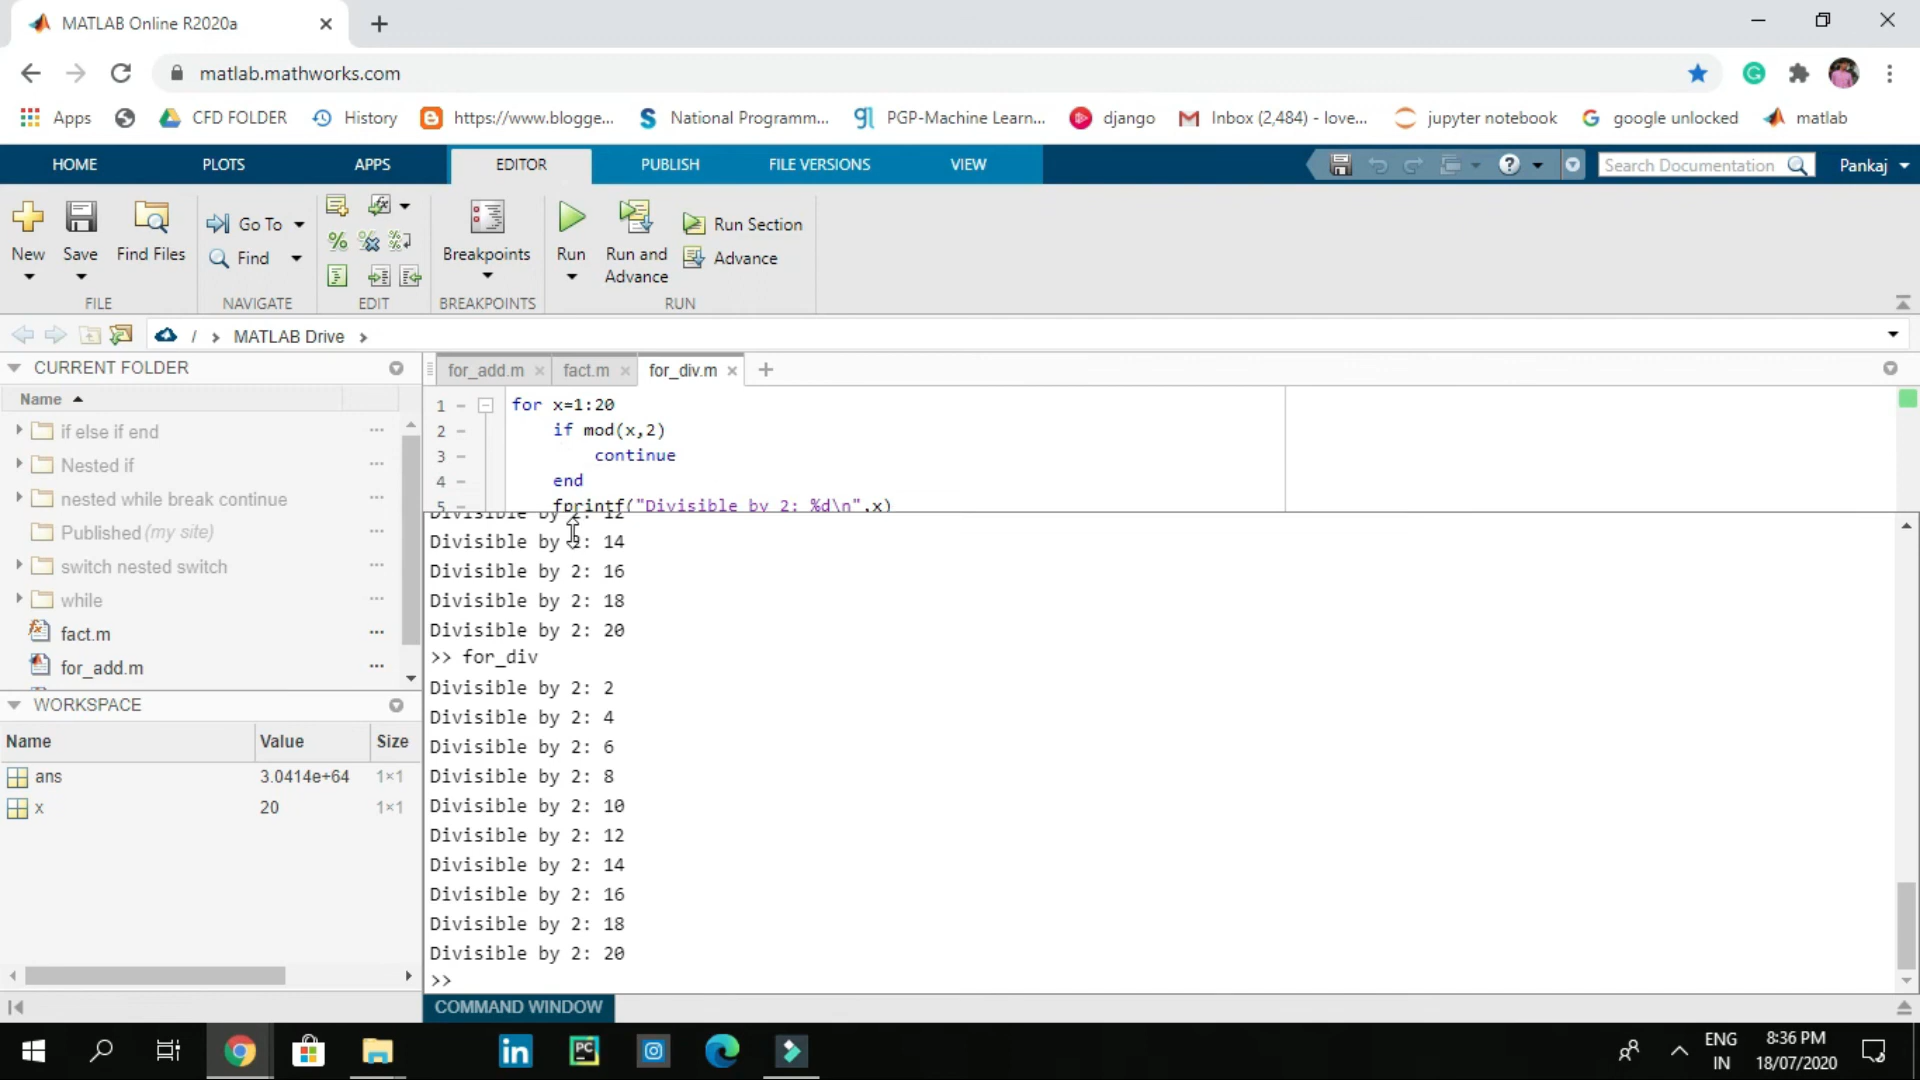 MATLAB Online R2020a
matlab.mathworks.com
Apps CFD FOLDER History https://www.blogge... National Programm... PGP-Machine Learn... django Inbox (2,484) - love... jupyter notebook google unlocked matlab
HOME PLOTS APPS EDITOR PUBLISH FILE VERSIONS VIEW Search Documentation Pankaj
New Save Find Files Go To Find Breakpoints Run Run and Advance Run Section Advance
FILE NAVIGATE EDIT BREAKPOINTS RUN
/ > MATLAB Drive >
CURRENT FOLDER
Name
if else if end
Nested if
nested while break continue
Published (my site)
switch nested switch
while
fact.m
for_add.m
WORKSPACE
Name Value Size
ans 3.0414e+64 1×1
x 20 1×1
for_add.m fact.m for_div.m
1 for x=1:20
2 if mod(x,2)
3 continue
4 end
5 fprintf("Divisible by 2: %d\n",x)
Divisible by 2: 12
Divisible by 2: 14
Divisible by 2: 16
Divisible by 2: 18
Divisible by 2: 20
>> for_div
Divisible by 2: 2
Divisible by 2: 4
Divisible by 2: 6
Divisible by 2: 8
Divisible by 2: 10
Divisible by 2: 12
Divisible by 2: 14
Divisible by 2: 16
Divisible by 2: 18
Divisible by 2: 20
>>
COMMAND WINDOW
ENG
IN
8:36 PM
18/07/2020